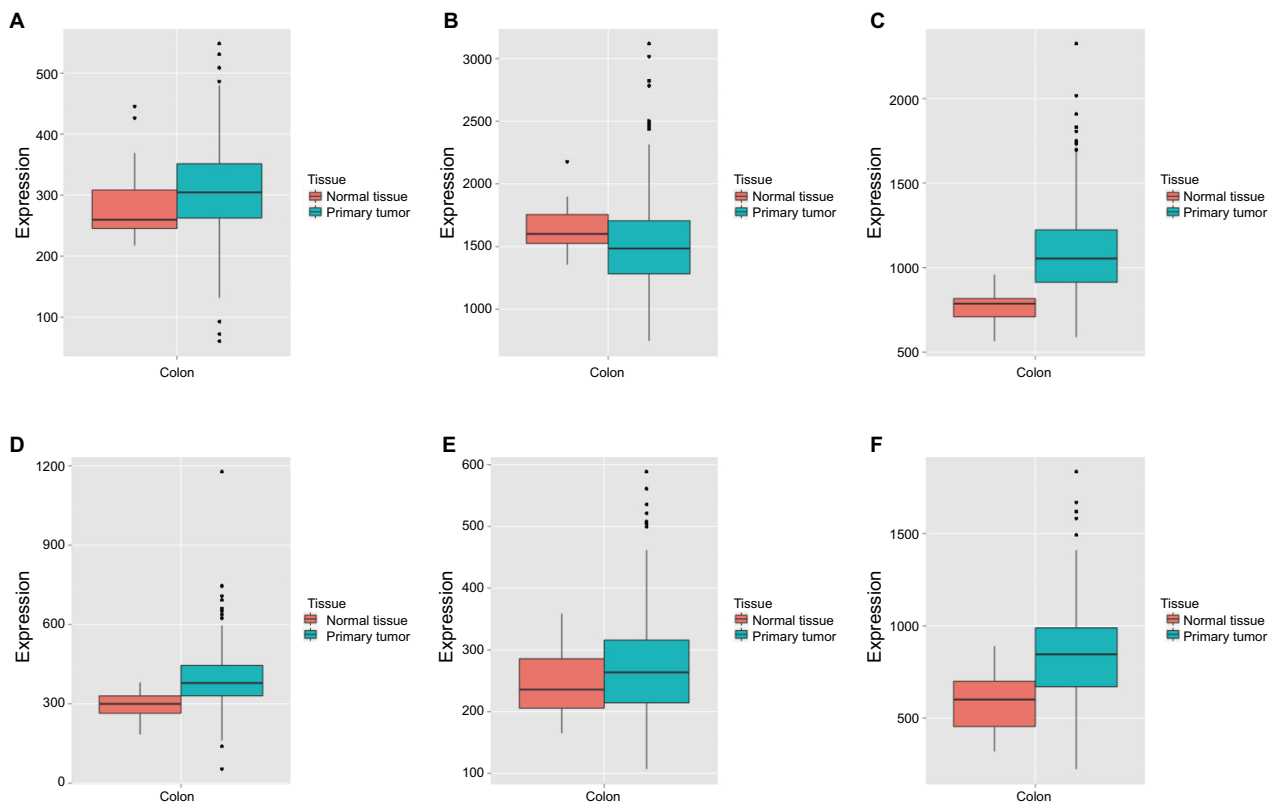 A
Expression
500
400
300
200
100
Colon
Tissue
Normal tissue
Primary tumor
B
Expression
3000
2500
2000
1500
1000
Colon
Tissue
Normal tissue
Primary tumor
C
Expression
2000
1500
1000
500
Colon
Tissue
Normal tissue
Primary tumor
D
Expression
1200
900
600
300
0
Colon
Tissue
Normal tissue
Primary tumor
E
Expression
600
500
400
300
200
100
Colon
Tissue
Normal tissue
Primary tumor
F
Expression
1500
1000
500
Colon
Tissue
Normal tissue
Primary tumor